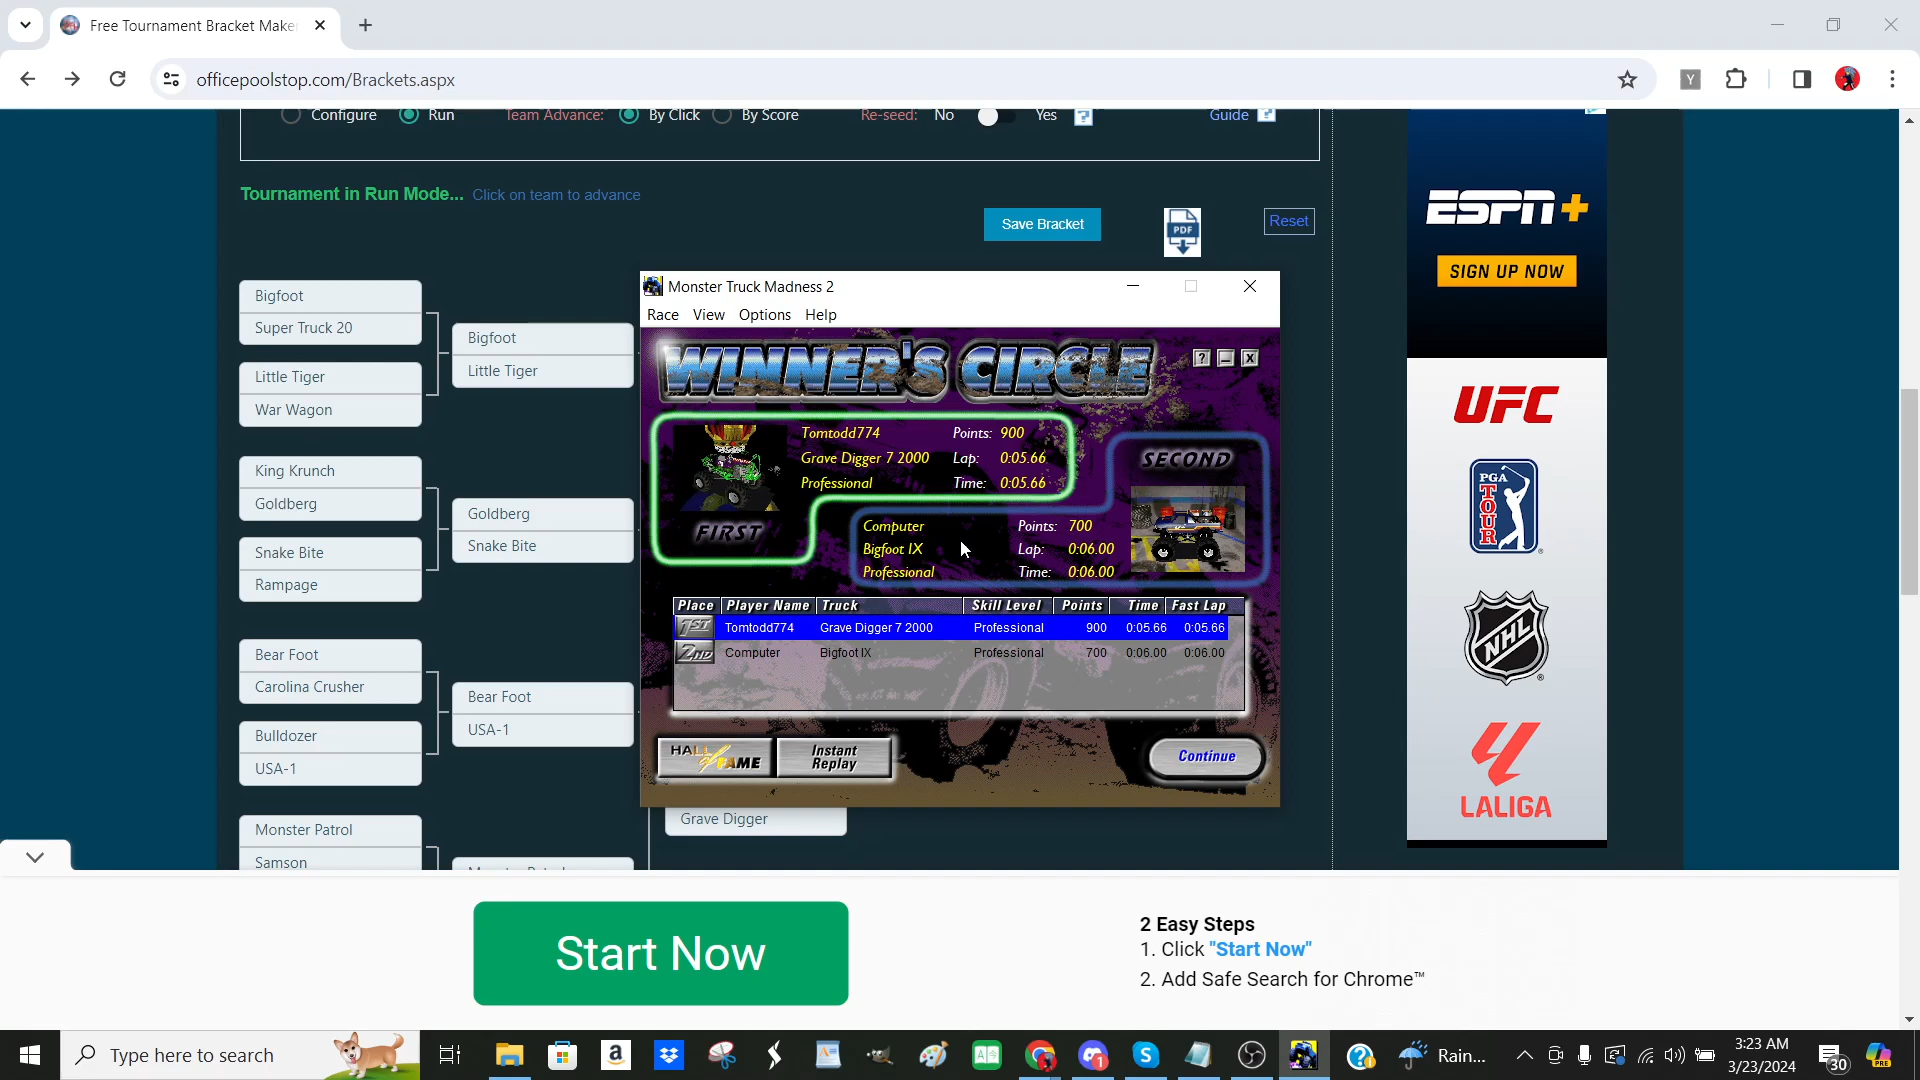 Free Tournament Bracket Make
officepoolstop.com/Brackets.aspx
Y
Configure
Run
Team Advance:
By Click
By Score
Re-seed:
No
Yes
?
Guide
?
Tournament in Run Mode... Click on team to advance
Save Bracket
PDF
Reset
Bigfoot
Super Truck 20
Little Tiger
War Wagon
King Krunch
Goldberg
Snake Bite
Rampage
Bear Foot
Carolina Crusher
Bulldozer
USA-1
Monster Patrol
Samson
Bigfoot
Little Tiger
Goldberg
Snake Bite
Bear Foot
USA-1
Grave Digger
Monster Truck Madness 2
Race View Options Help
WINNER'S CIRCLE
?
X
Tomtodd774 Points: 900
Grave Digger 7 2000 Lap: 0:05.66
Professional Time: 0:05.66
FIRST
SECOND
Computer Points: 700
Bigfoot IX Lap: 0:06.00
Professional Time: 0:06.00
Place Player Name Truck Skill Level Points Time Fast Lap
1ST Tomtodd774 Grave Digger 7 2000 Professional 900 0:05.66 0:05.66
2ND Computer Bigfoot IX Professional 700 0:06.00 0:06.00
HALL of FAME
Instant
Replay
Continue
ESPN+
SIGN UP NOW
UFC
PGA
TOUR
NHL
LALIGA
Start Now
2 Easy Steps
1. Click "Start Now"
2. Add Safe Search for Chrome™
Type here to search
Rain...
3:23 AM
3/23/2024
30
PRE
1